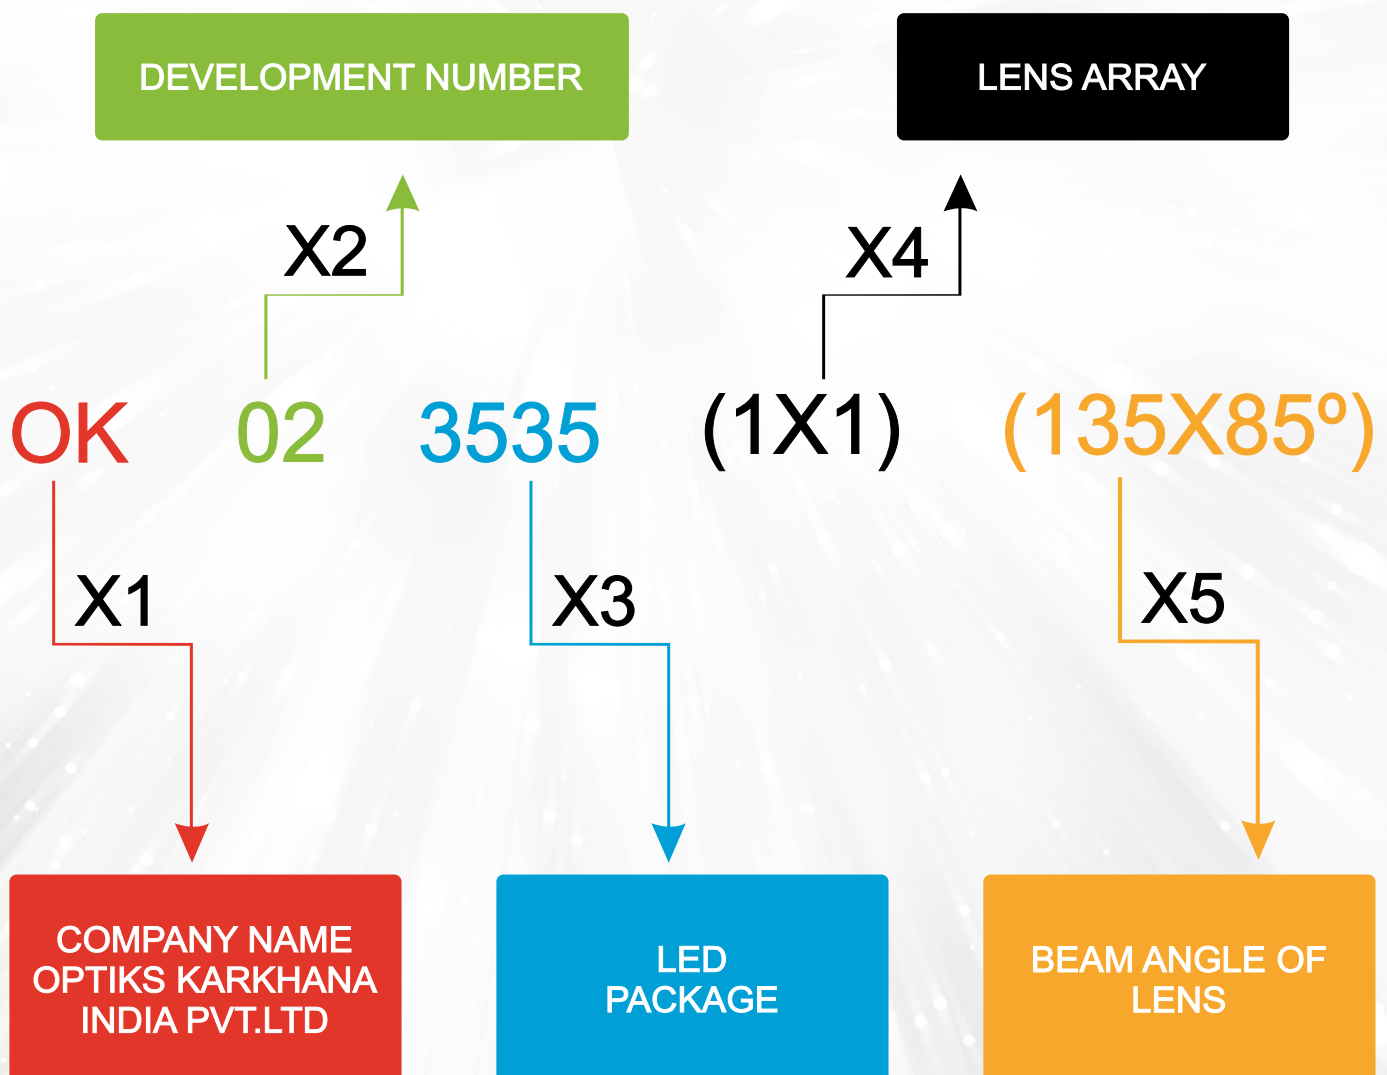 DEVELOPMENT NUMBER
LENS ARRAY
X2
X4
OK 02 3535 (1X1) (135X85º)
X1
X3
X5
COMPANY NAME
OPTIKS KARKHANA
INDIA PVT.LTD
LED
PACKAGE
BEAM ANGLE OF
LENS